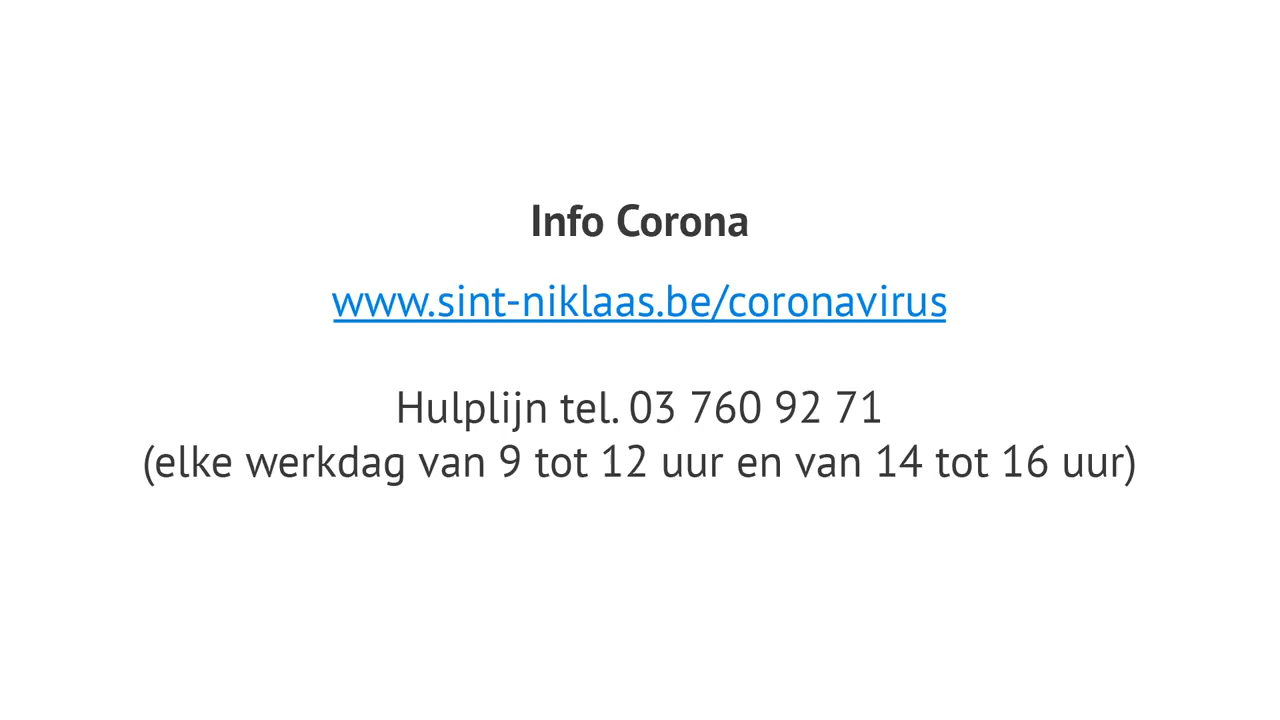 Info Corona
www.sint-niklaas.be/coronavirus
Hulplijn tel. 03 760 92 71
(elke werkdag van 9 tot 12 uur en van 14 tot 16 uur)